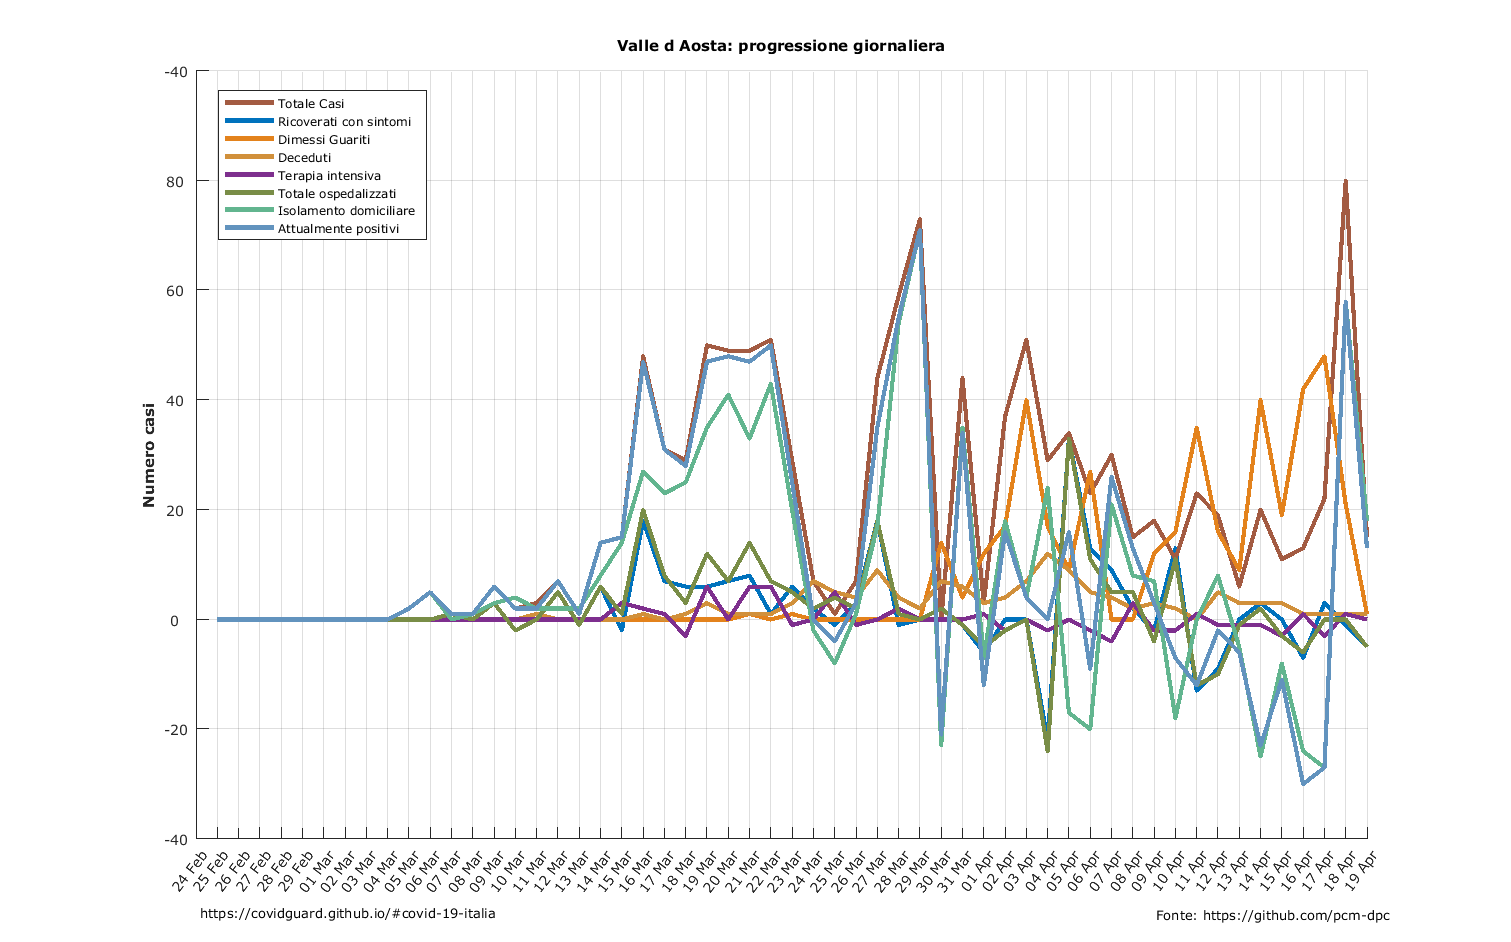 Valle d Aosta: progressione giornaliera
-40
80
60
40
20
0
-20
-40
Numero casi
Totale Casi
Ricoverati con sintomi
Dimessi Guariti
Deceduti
Terapia intensiva
Totale ospedalizzati
Isolamento domiciliare
Attualmente positivi
24 Feb
25 Feb
26 Feb
27 Feb
28 Feb
29 Feb
01 Mar
02 Mar
03 Mar
04 Mar
05 Mar
06 Mar
07 Mar
08 Mar
09 Mar
10 Mar
11 Mar
12 Mar
13 Mar
14 Mar
15 Mar
16 Mar
17 Mar
18 Mar
19 Mar
20 Mar
21 Mar
22 Mar
23 Mar
24 Mar
25 Mar
26 Mar
27 Mar
28 Mar
29 Mar
30 Mar
31 Mar
01 Apr
02 Apr
03 Apr
04 Apr
05 Apr
06 Apr
07 Apr
08 Apr
09 Apr
10 Apr
11 Apr
12 Apr
13 Apr
14 Apr
15 Apr
16 Apr
17 Apr
18 Apr
19 Apr
https://covidguard.github.io/#covid-19-italia
Fonte: https://github.com/pcm-dpc